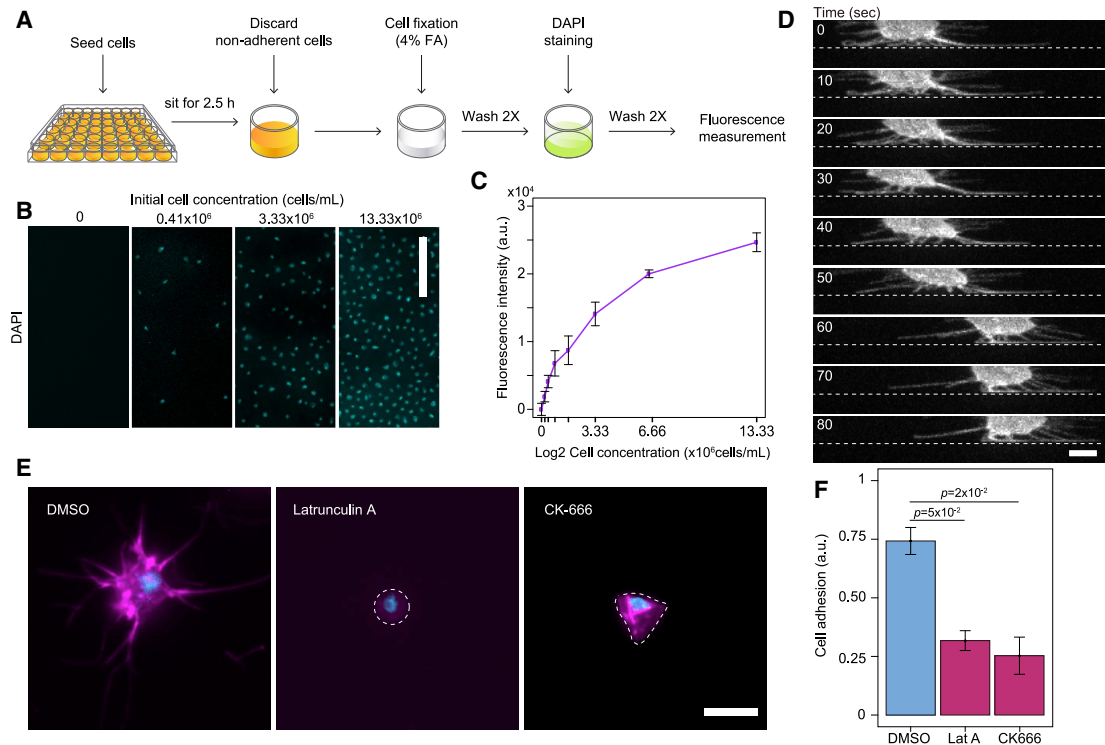 A
Seed cells
sit for 2.5 h
Discard
non-adherent cells
Cell fixation
(4% FA)
Wash 2X
DAPI
staining
Wash 2X
Fluorescence
measurement
B
Initial cell concentration (cells/mL)
0
0.41x10⁶
3.33x10⁶
13.33x10⁶
DAPI
C
x10⁴
3
2
1
0
Fluorescence intensity (a.u.)
0
3.33
6.66
13.33
Log2 Cell concentration (x10⁶cells/mL)
D
Time (sec)
0
10
20
30
40
50
60
70
80
E
DMSO
Latrunculin A
CK-666
F
1
0.75
0.50
0.25
0
Cell adhesion (a.u.)
p=2x10⁻²
p=5x10⁻²
DMSO
Lat A
CK666